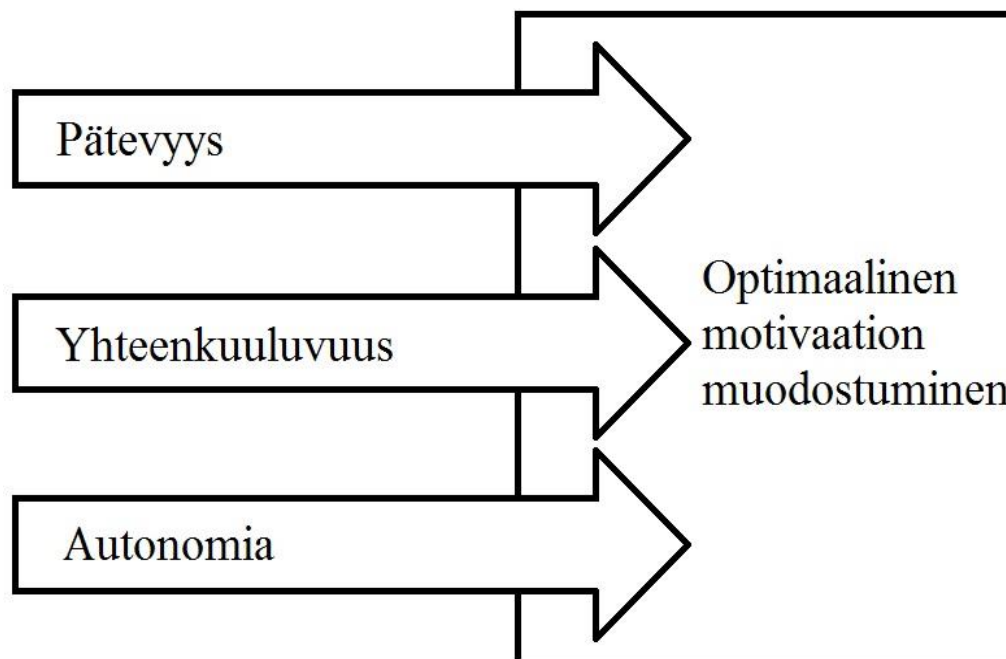 Pätevyys
Yhteenkuuluvuus
Optimaalinen
motivaation
muodostuminen
Autonomia